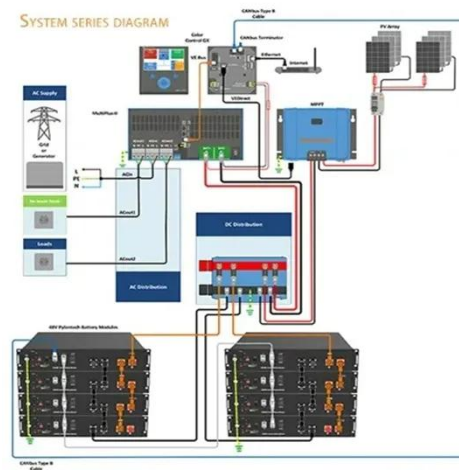 SYSTEM SERIES DIAGRAM
CANbus Type B
Cable
Color
Control GX
CANbus Terminator
PV Array
VE Bus
Ethernet
Internet
AC Supply
VE Direct
MPPT
MultiPlus-II
Grid
or
Generator
L
PE
N
ACin
ACout1
Loads
ACout2
AC Distribution
DC Distribution
48V Pylontech Battery Modules
CANbus Type B
Cable